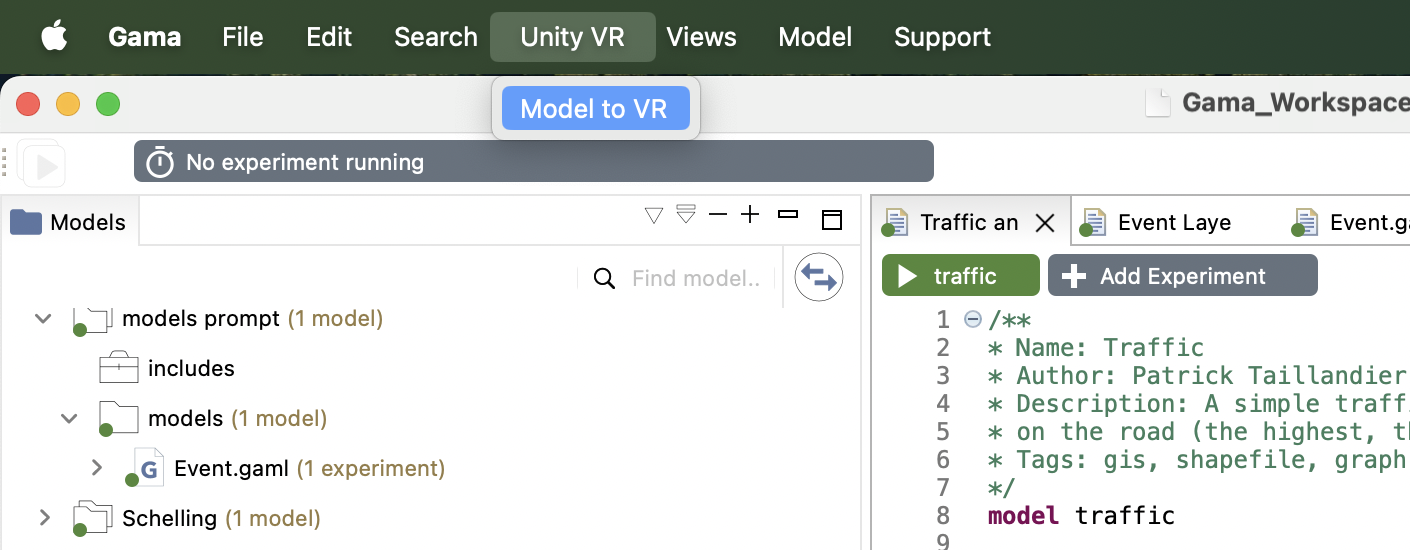 Gama File Edit Search Unity VR Views Model Support
Model to VR
Gama_Workspace
No experiment running
Models
Find model..
models prompt (1 model)
includes
models (1 model)
G Event.gaml (1 experiment)
Schelling (1 model)
Traffic an Event Laye Event.ga
traffic Add Experiment
1 /**
2 * Name: Traffic
3 * Author: Patrick Taillandier
4 * Description: A simple traff
5 * on the road (the highest, th
6 * Tags: gis, shapefile, graph
7 */
8 model traffic
9